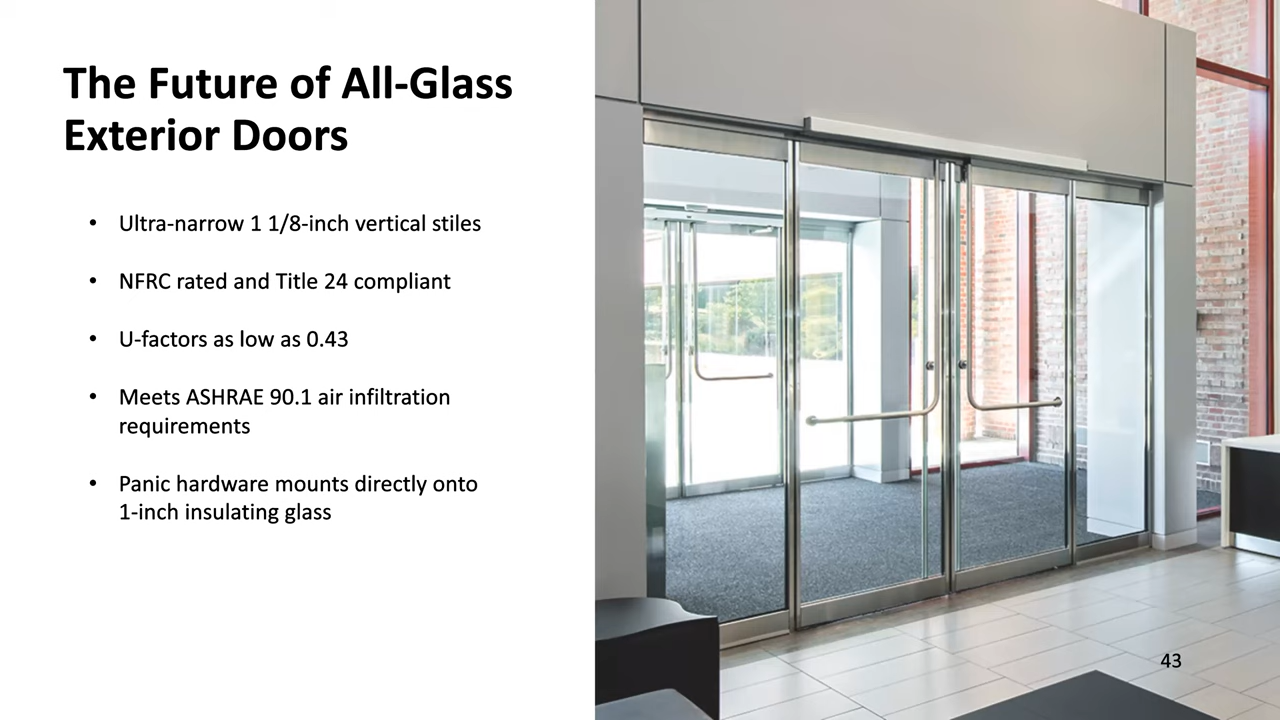 The Future of All-Glass
Exterior Doors
• Ultra-narrow 1 1/8-inch vertical stiles
• NFRC rated and Title 24 compliant
• U-factors as low as 0.43
• Meets ASHRAE 90.1 air infiltration
requirements
• Panic hardware mounts directly onto
1-inch insulating glass
43